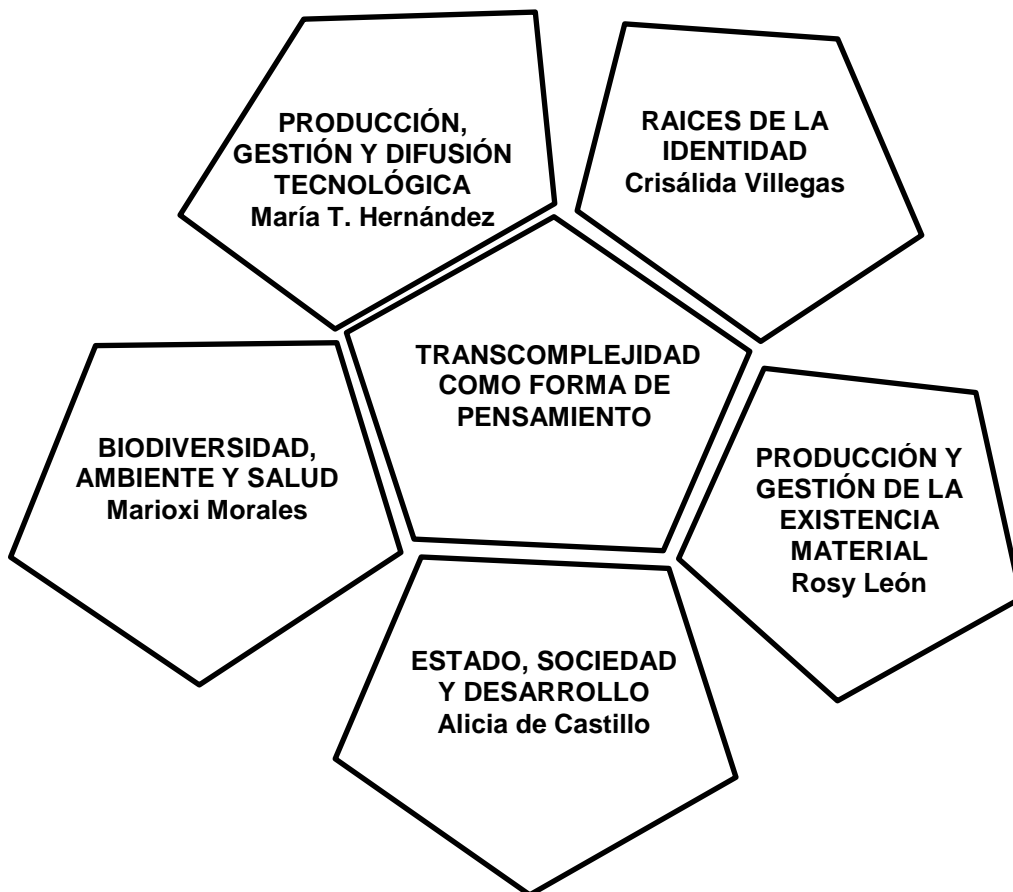 PRODUCCIÓN,
GESTIÓN Y DIFUSIÓN
TECNOLÓGICA
María T. Hernández
RAICES DE LA
IDENTIDAD
Crisálida Villegas
TRANSCOMPLEJIDAD
COMO FORMA DE
PENSAMIENTO
BIODIVERSIDAD,
AMBIENTE Y SALUD
Marioxi Morales
PRODUCCIÓN Y
GESTIÓN DE LA
EXISTENCIA
MATERIAL
Rosy León
ESTADO, SOCIEDAD
Y DESARROLLO
Alicia de Castillo